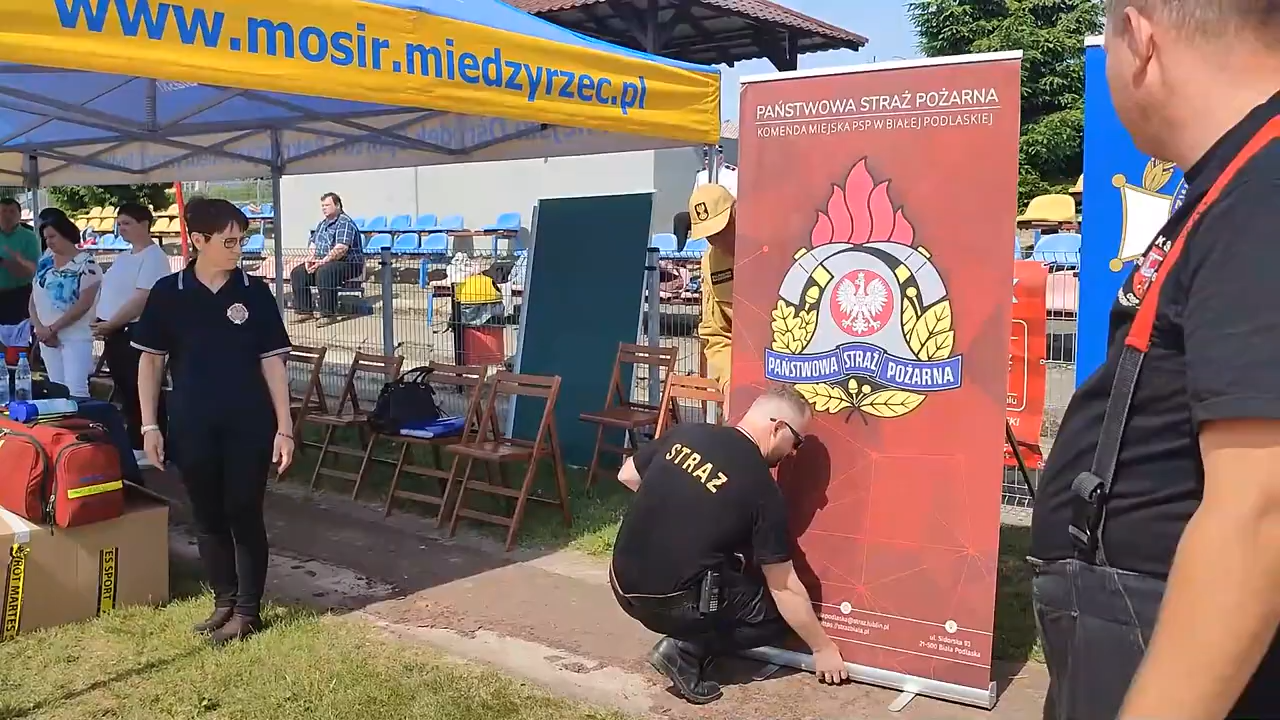 www.mosir.miedzyrzec.pl
PAŃSTWOWA STRAŻ POŻARNA
KOMENDA MIEJSKA PSP W BIAŁEJ PODLASKIEJ
PAŃSTWOWA STRAŻ POŻARNA
STRAŻ
ul. Sidorska 93
21-500 Biała Podlaska